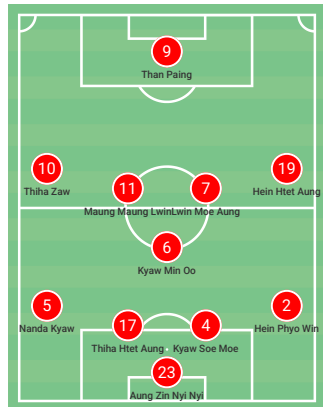 9
Than Paing
10
19
Thiha Zaw
Hein Htet Aung
11
7
Maung Maung Lwin
Lwin Moe Aung
6
Kyaw Min Oo
5
2
Nanda Kyaw
Hein Phyo Win
17
4
Thiha Htet Aung
Kyaw Soe Moe
23
Aung Zin Nyi Nyi